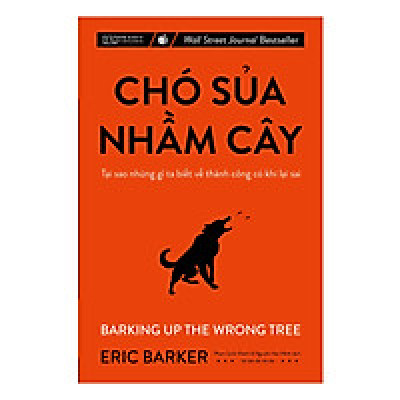 Wall Street Journal Bestseller
CHÓ SỦA
NHẦM CÂY
Tại sao những gì ta biết về thành công có khi lại sai
BARKING UP THE WRONG TREE
ERIC BARKER